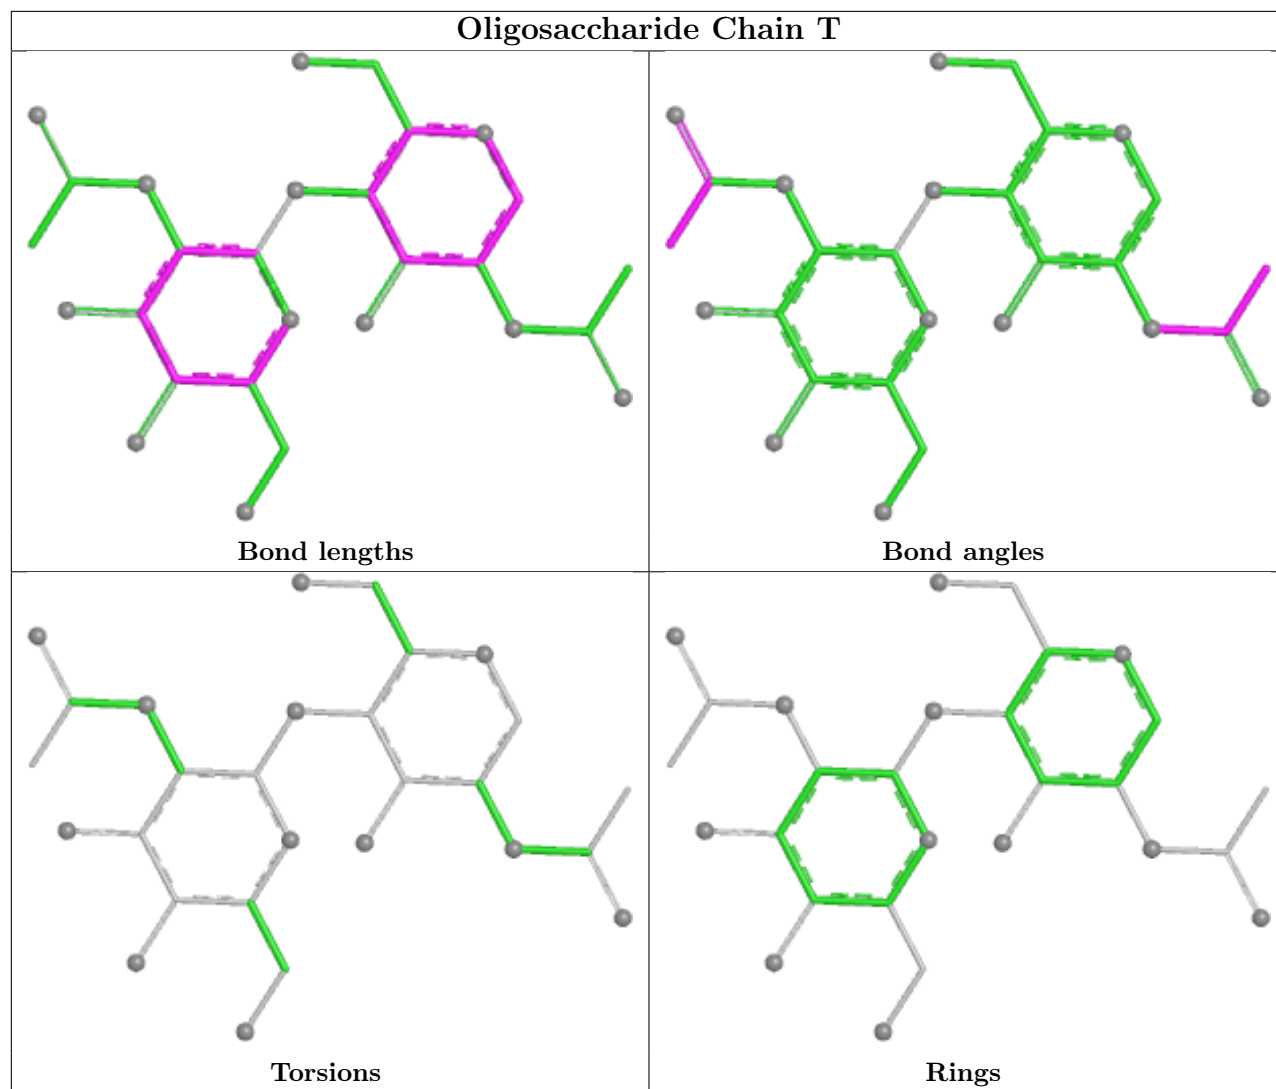 Oligosaccharide Chain T
Bond lengths
Bond angles
Torsions
Rings